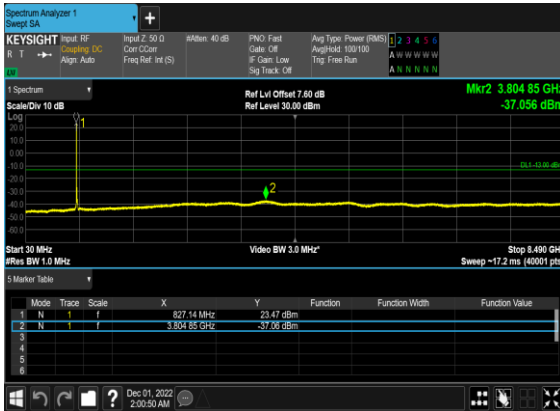 Spectrum Analyzer 1
Swept SA
+
KEYSIGHT Input: RF Input Z: 50 Ω #Atten: 40 dB PNO: Fast Avg Type: Power (RMS) 1 2 3 4 5 6
R T Coupling: DC Corr CCorr Gate: Off Avg|Hold: 100/100 A W W W W W
Align: Auto Freq Ref: Int (S) IF Gain: Low Trig: Free Run
Sig Track: Off A N N N N N
1 Spectrum Ref Lvl Offset 7.60 dB Mkr2 3.804 85 GHz
Scale/Div 10 dB Ref Level 30.00 dBm -37.056 dBm
Log
1
20.0
10.0
0.00
-10.0
DL1 -13.00 dBm
-20.0
2
-30.0
-40.0
-50.0
-60.0
Start 30 MHz Video BW 3.0 MHz* Stop 8.490 GHz
#Res BW 1.0 MHz Sweep ~17.2 ms (40001 pts)
5 Marker Table
Mode Trace Scale X Y Function Function Width Function Value
1 N 1 f 827.14 MHz 23.47 dBm
2 N 1 f 3.804 85 GHz -37.06 dBm
3
4
5
6
? Dec 01, 2022
2:00:50 AM